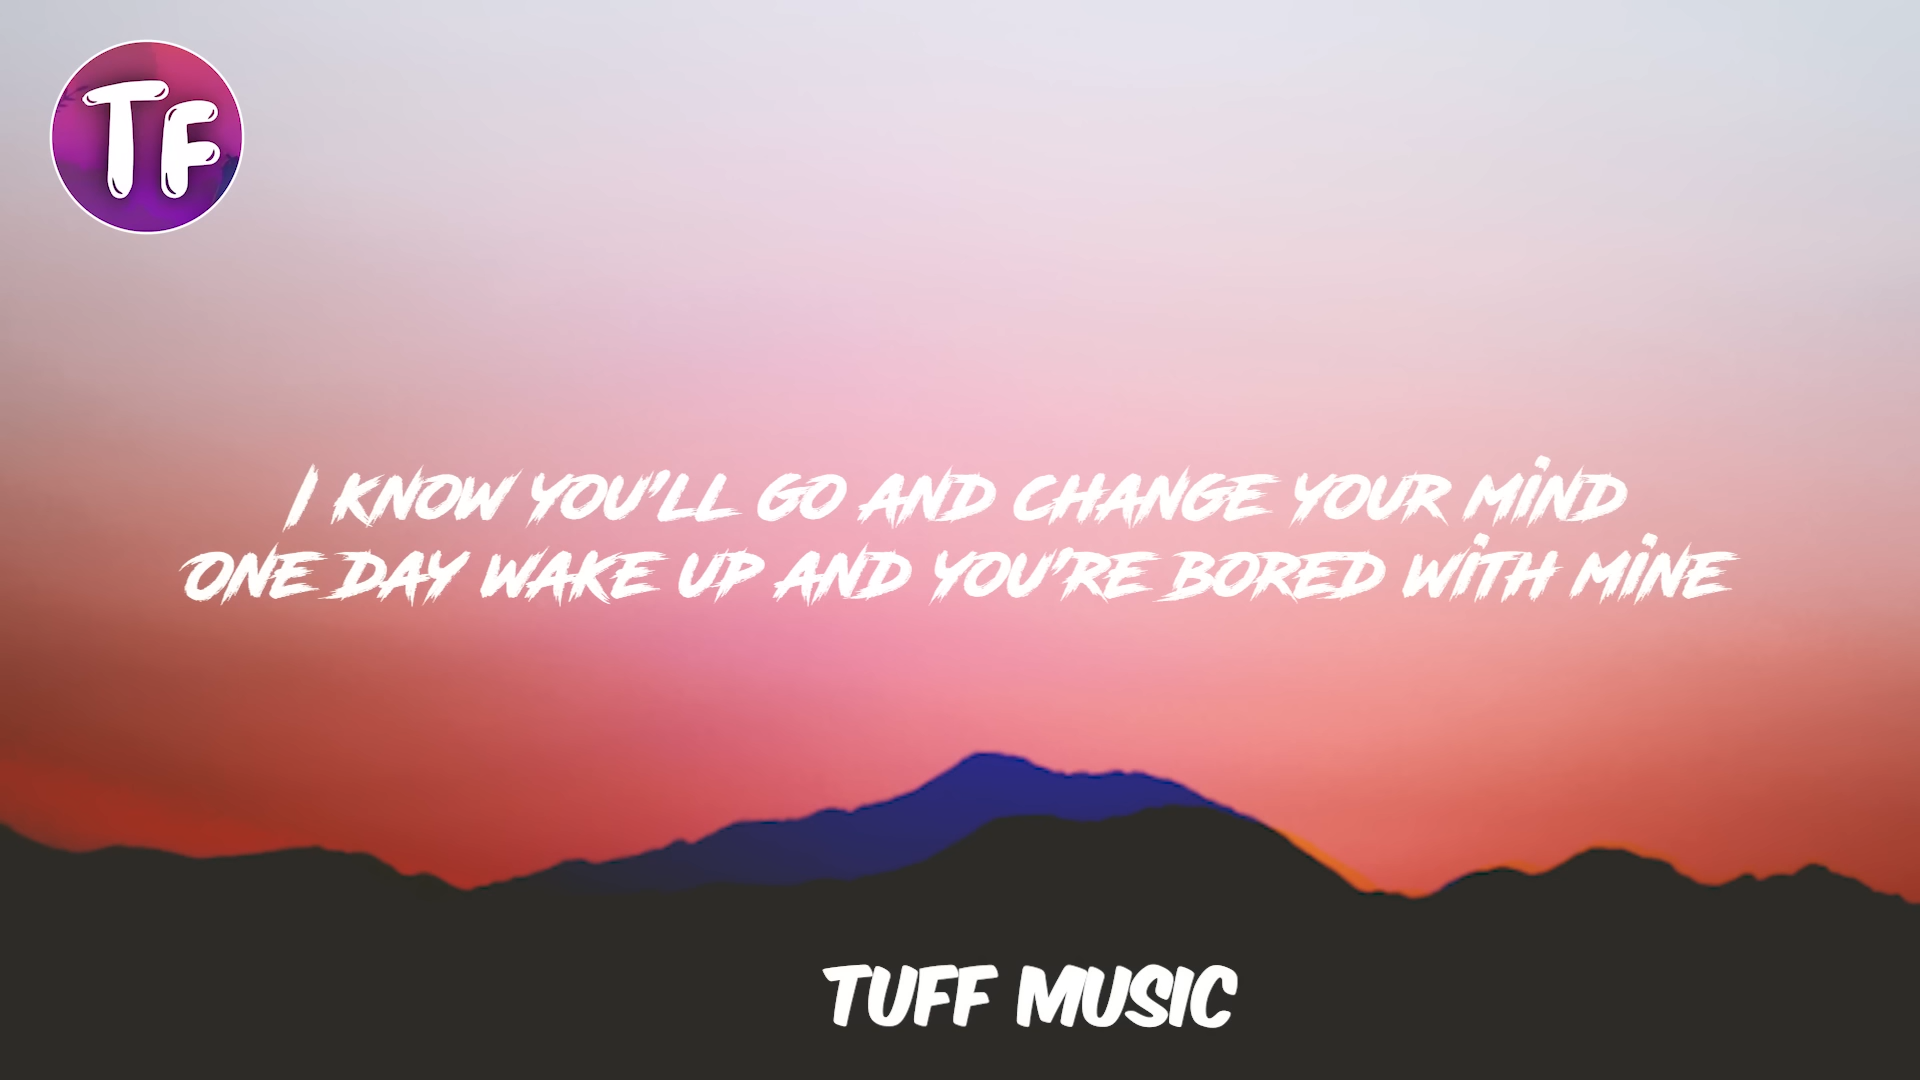 TF
I KNOW YOU'LL GO AND CHANGE YOUR MIND
ONE DAY WAKE UP AND YOU'RE BORED WITH MINE
TUFF MUSIC